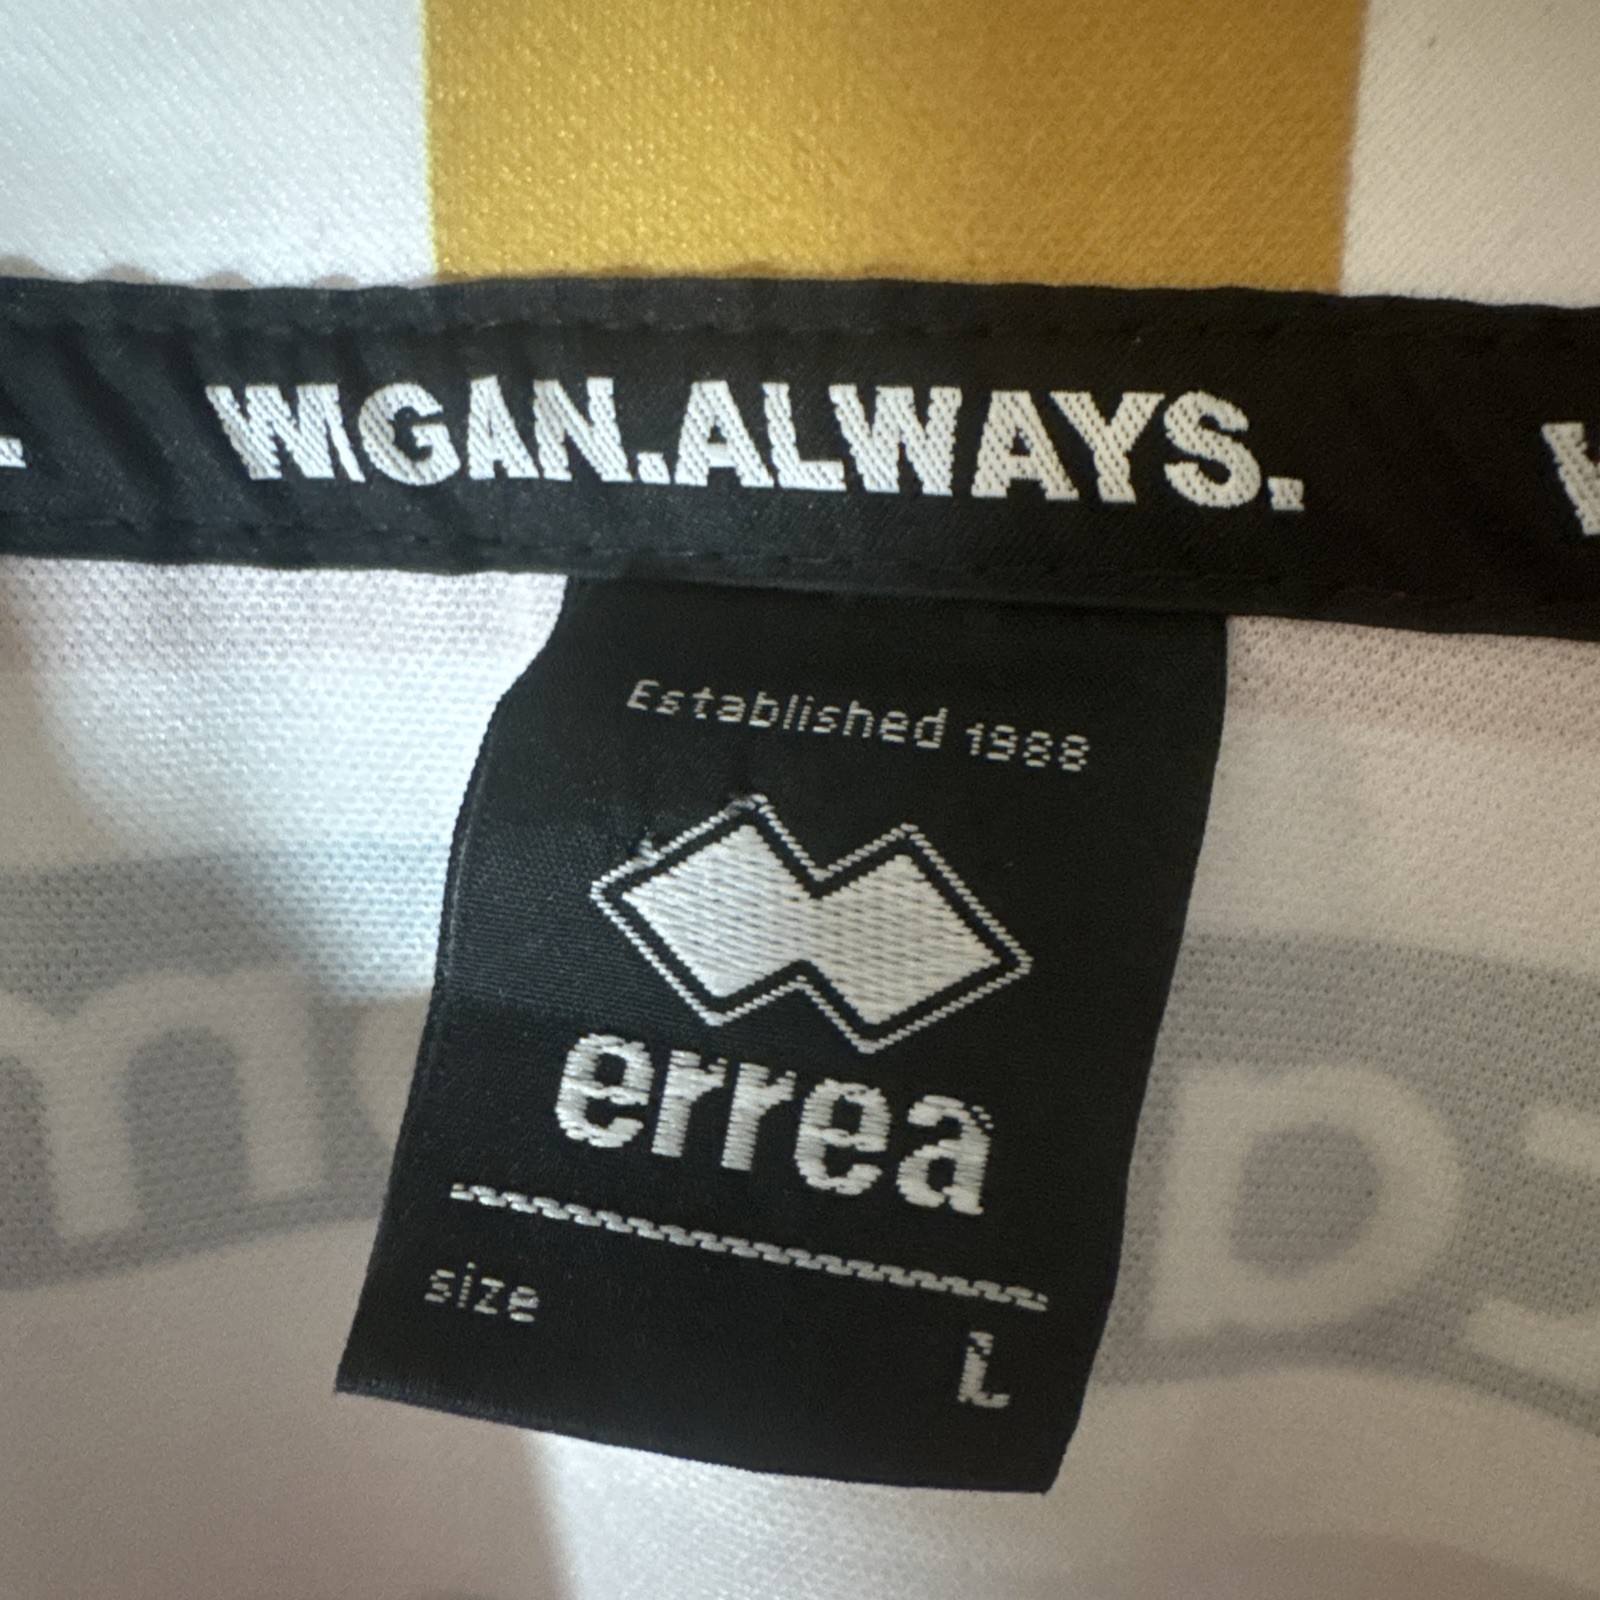 WIGAN.ALWAYS.
Established 1988
errea
size L